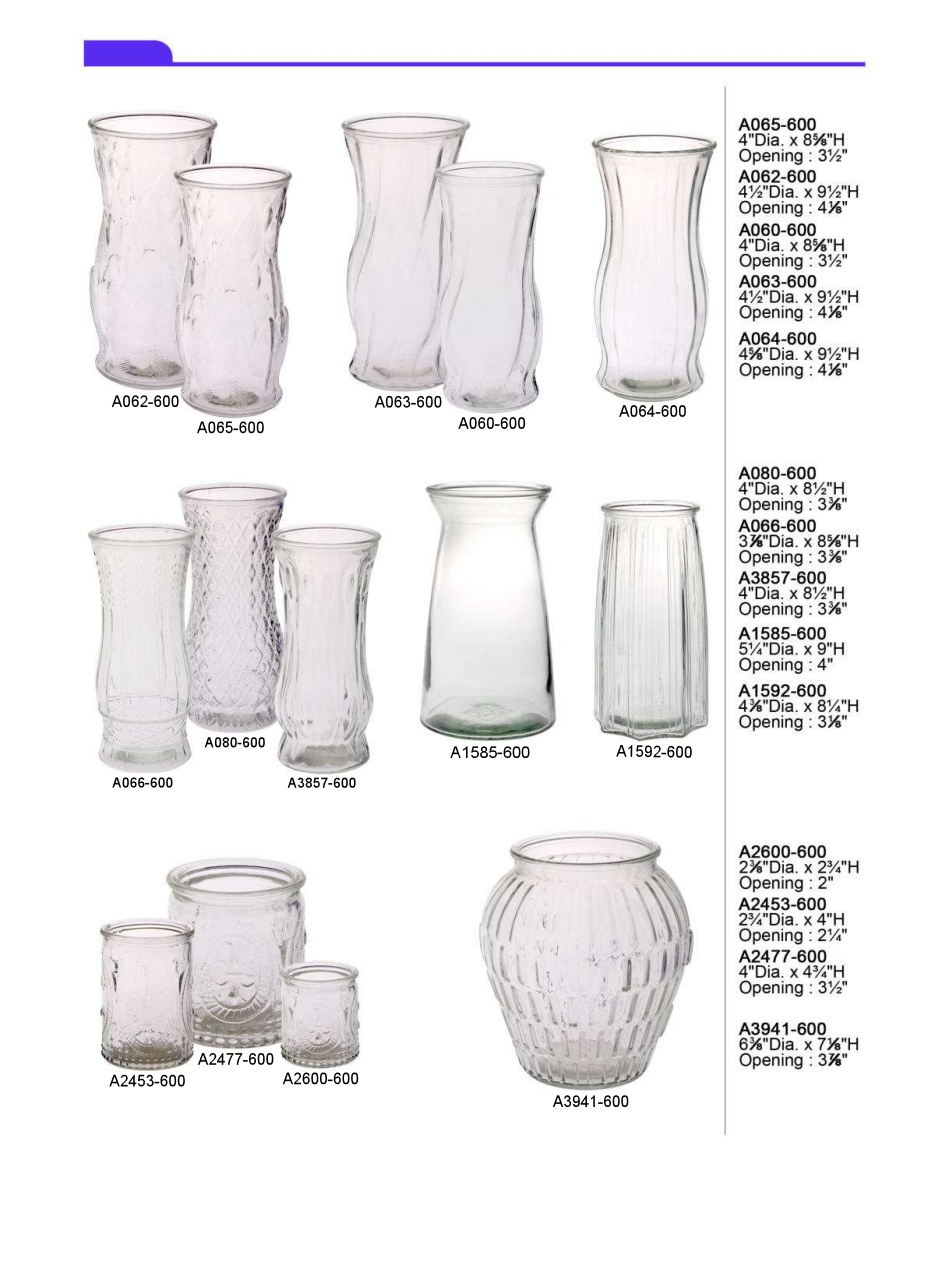 A062-600
A065-600
A063-600
A060-600
A064-600
A065-600
4"Dia. x 8⅝"H
Opening : 3½"
A062-600
4½"Dia. x 9½"H
Opening : 4⅛"
A060-600
4"Dia. x 8⅝"H
Opening : 3½"
A063-600
4½"Dia. x 9½"H
Opening : 4⅛"
A064-600
4⅝"Dia. x 9½"H
Opening : 4⅛"
A066-600
A080-600
A3857-600
A1585-600
A1592-600
A080-600
4"Dia. x 8½"H
Opening : 3⅜"
A066-600
3⅞"Dia. x 8⅝"H
Opening : 3⅜"
A3857-600
4"Dia. x 8½"H
Opening : 3⅜"
A1585-600
5¼"Dia. x 9"H
Opening : 4"
A1592-600
4⅜"Dia. x 8¼"H
Opening : 3⅛"
A2453-600
A2477-600
A2600-600
A3941-600
A2600-600
2⅜"Dia. x 2¾"H
Opening : 2"
A2453-600
2¾"Dia. x 4"H
Opening : 2¼"
A2477-600
4"Dia. x 4¾"H
Opening : 3½"
A3941-600
6⅜"Dia. x 7⅛"H
Opening : 3⅞"